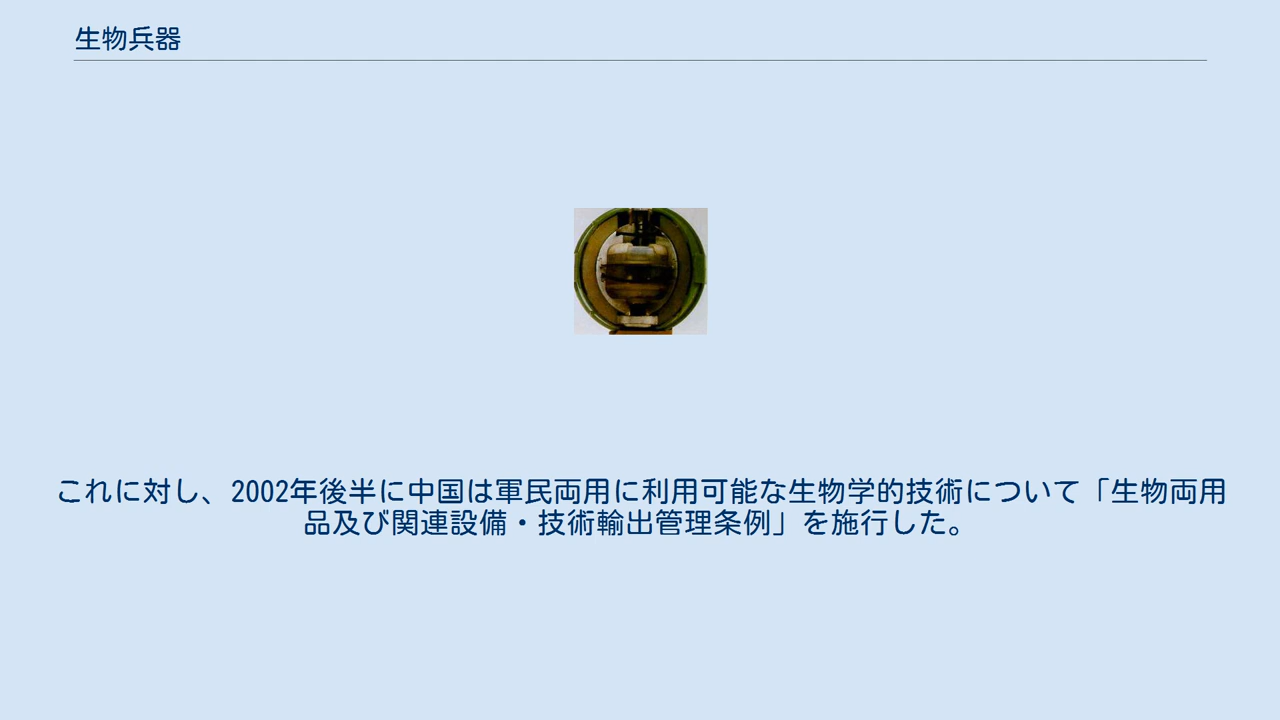 生物兵器
これに対し、2002年後半に中国は軍民両用に利用可能な生物学的技術について「生物両用
品及び関連設備・技術輸出管理条例」を施行した。